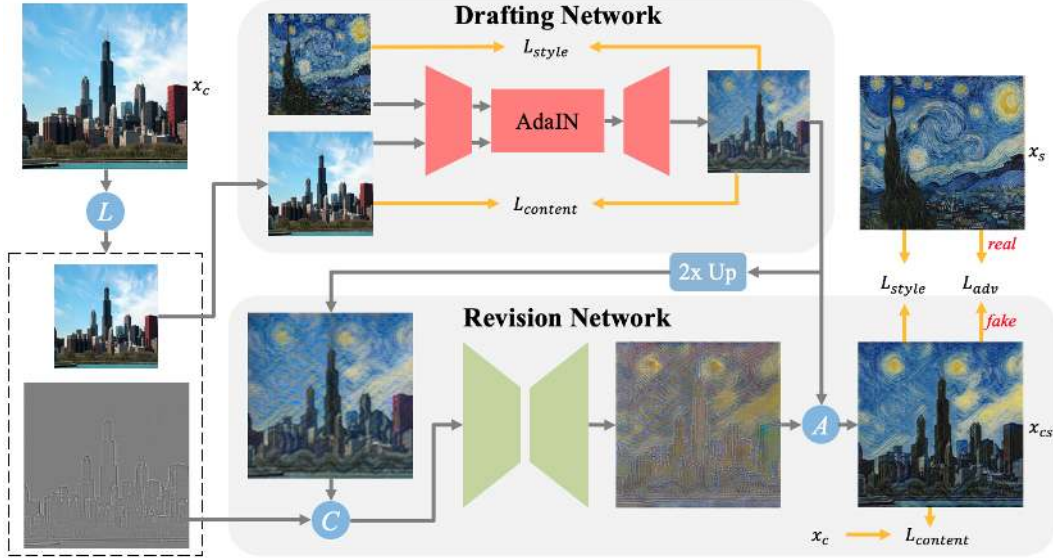 Drafting Network
L_style
x_c
AdaIN
x_s
L
L_content
real
2x Up
L_style
L_adv
Revision Network
fake
A
x_cs
C
x_c
L_content